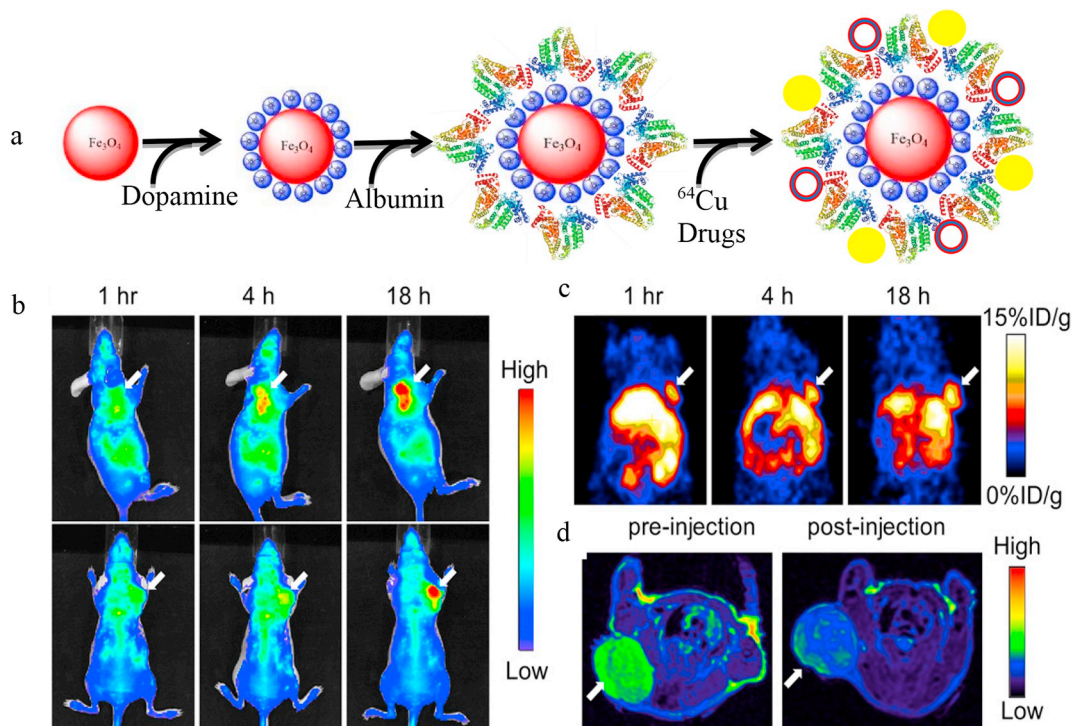 a
Fe₃O₄
Dopamine
Fe₃O₄
Albumin
Fe₃O₄
⁶⁴Cu
Drugs
Fe₃O₄
b
1 hr
4 h
18 h
High
Low
c
1 hr
4 h
18 h
15%ID/g
0%ID/g
d
pre-injection
post-injection
High
Low